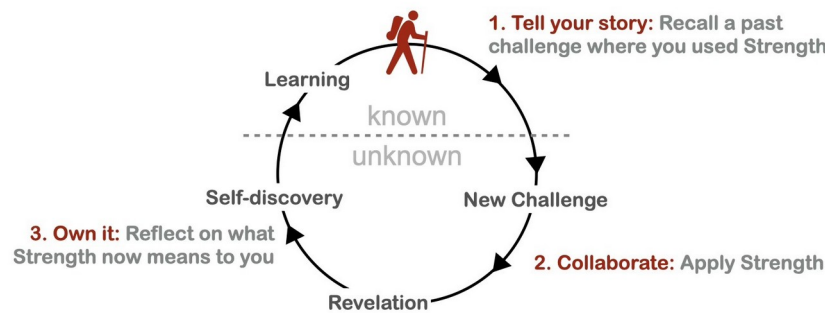 1. Tell your story: Recall a past
challenge where you used Strength
Learning
known
unknown
Self-discovery
New Challenge
3. Own it: Reflect on what
Strength now means to you
2. Collaborate: Apply Strength
Revelation